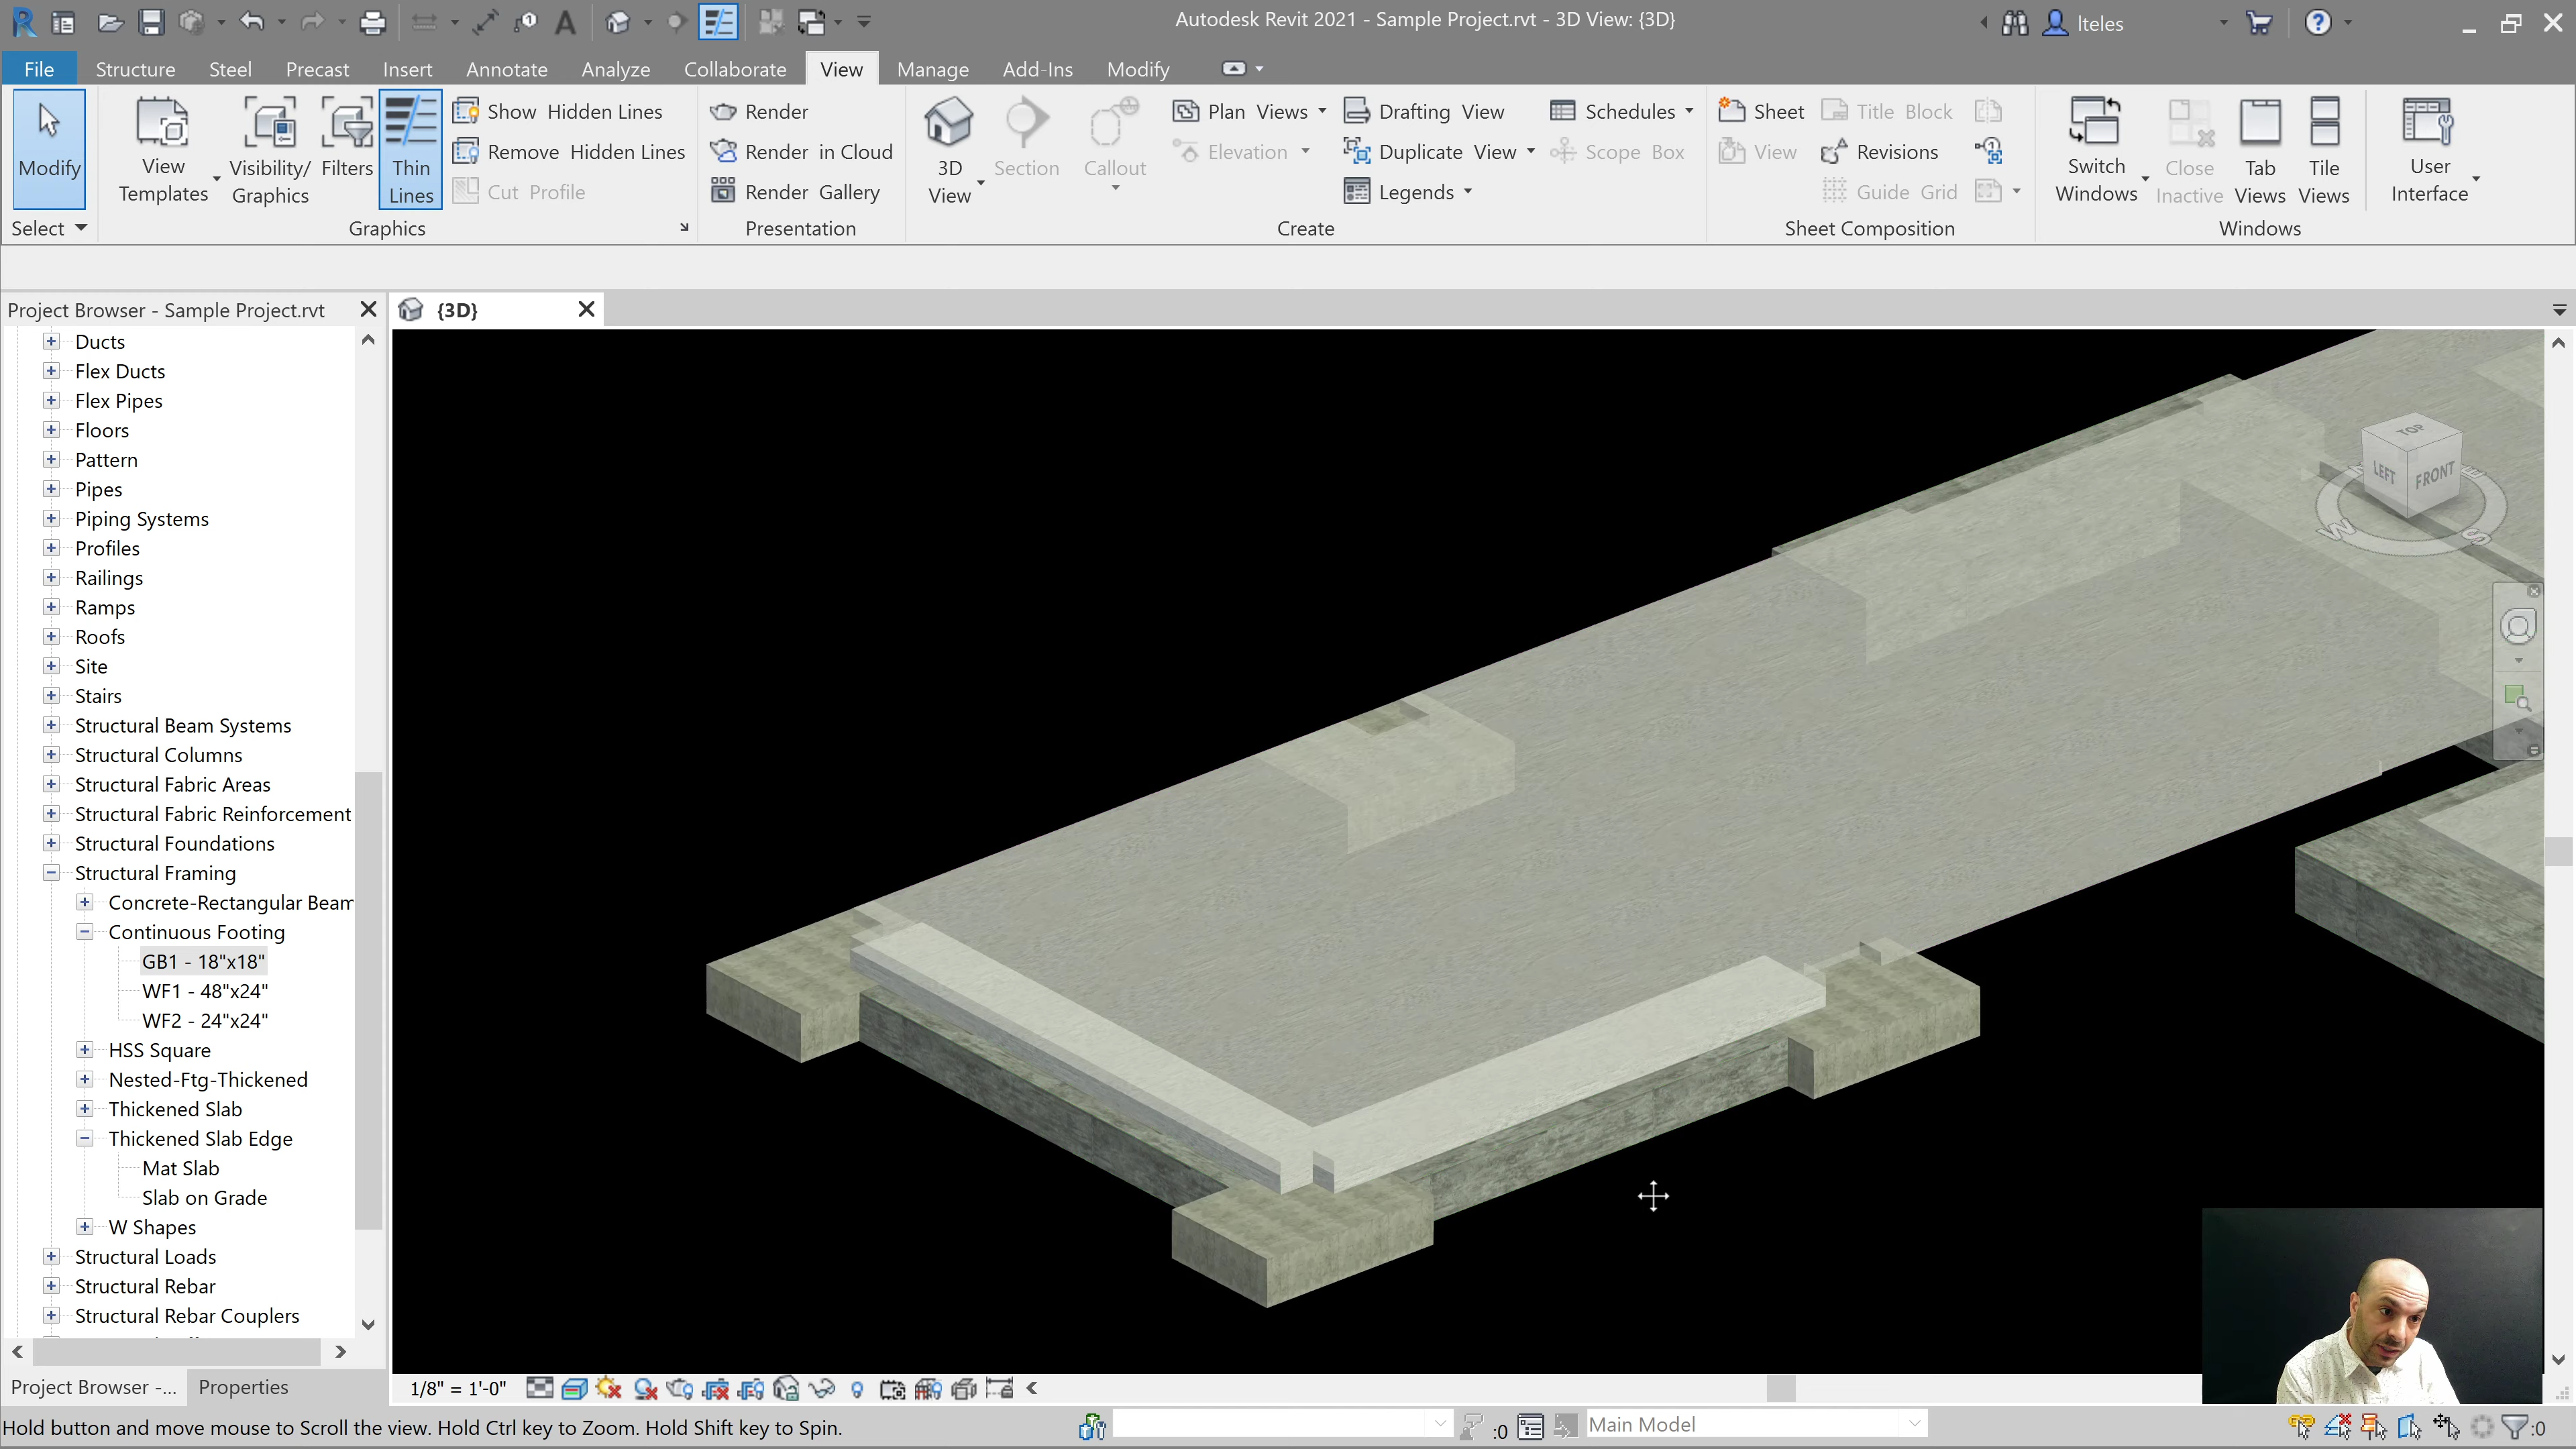 Autodesk Revit 2021 - Sample Project.rvt - 3D View: {3D}
lteles
File Structure Steel Precast Insert Annotate Analyze Collaborate View Manage Add-Ins Modify
Modify
View Templates
Visibility/ Graphics
Filters
Thin Lines
Show Hidden Lines
Remove Hidden Lines
Cut Profile
Render
Render in Cloud
Render Gallery
3D View
Section
Callout
Plan Views
Elevation
Drafting View
Duplicate View
Legends
Schedules
Scope Box
Sheet
View
Title Block
Revisions
Guide Grid
Switch Windows
Close Inactive
Tab Views
Tile Views
User Interface
Select
Graphics
Presentation
Create
Sheet Composition
Windows
Project Browser - Sample Project.rvt
{3D}
Ducts
Flex Ducts
Flex Pipes
Floors
Pattern
Pipes
Piping Systems
Profiles
Railings
Ramps
Roofs
Site
Stairs
Structural Beam Systems
Structural Columns
Structural Fabric Areas
Structural Fabric Reinforcement
Structural Foundations
Structural Framing
Concrete-Rectangular Beam
Continuous Footing
GB1 - 18"x18"
WF1 - 48"x24"
WF2 - 24"x24"
HSS Square
Nested-Ftg-Thickened
Thickened Slab
Thickened Slab Edge
Mat Slab
Slab on Grade
W Shapes
Structural Loads
Structural Rebar
Structural Rebar Couplers
TOP
LEFT
FRONT
W
S
Project Browser -...
Properties
1/8" = 1'-0"
Hold button and move mouse to Scroll the view. Hold Ctrl key to Zoom. Hold Shift key to Spin.
:0
Main Model
:0